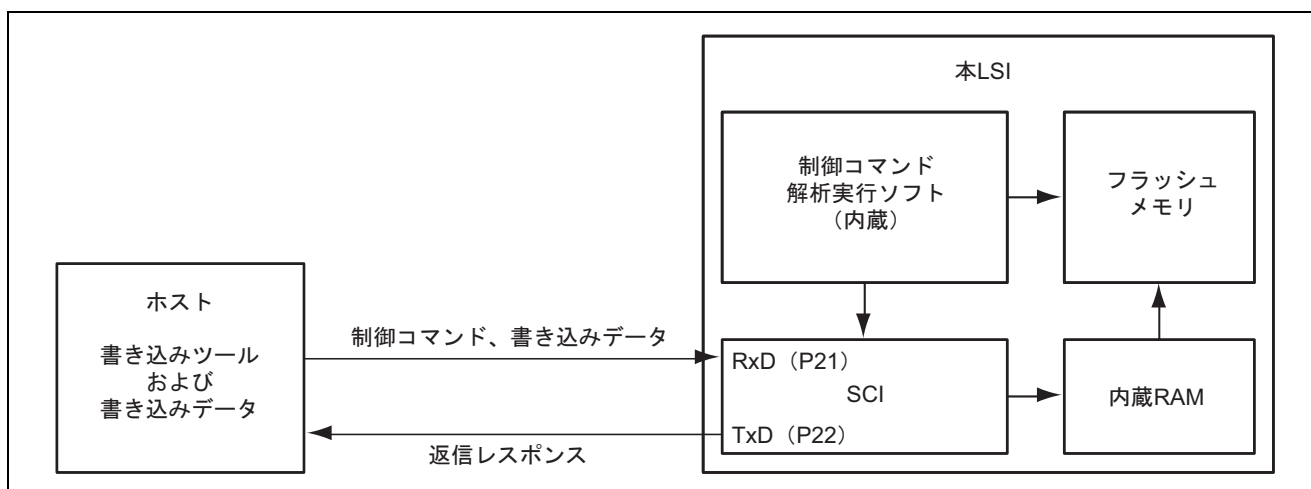 本LSI
制御コマンド
解析実行ソフト
（内蔵）
フラッシュ
メモリ
ホスト
書き込みツール
および
書き込みデータ
制御コマンド、書き込みデータ
返信レスポンス
RxD（P21）
SCI
TxD（P22）
内蔵RAM